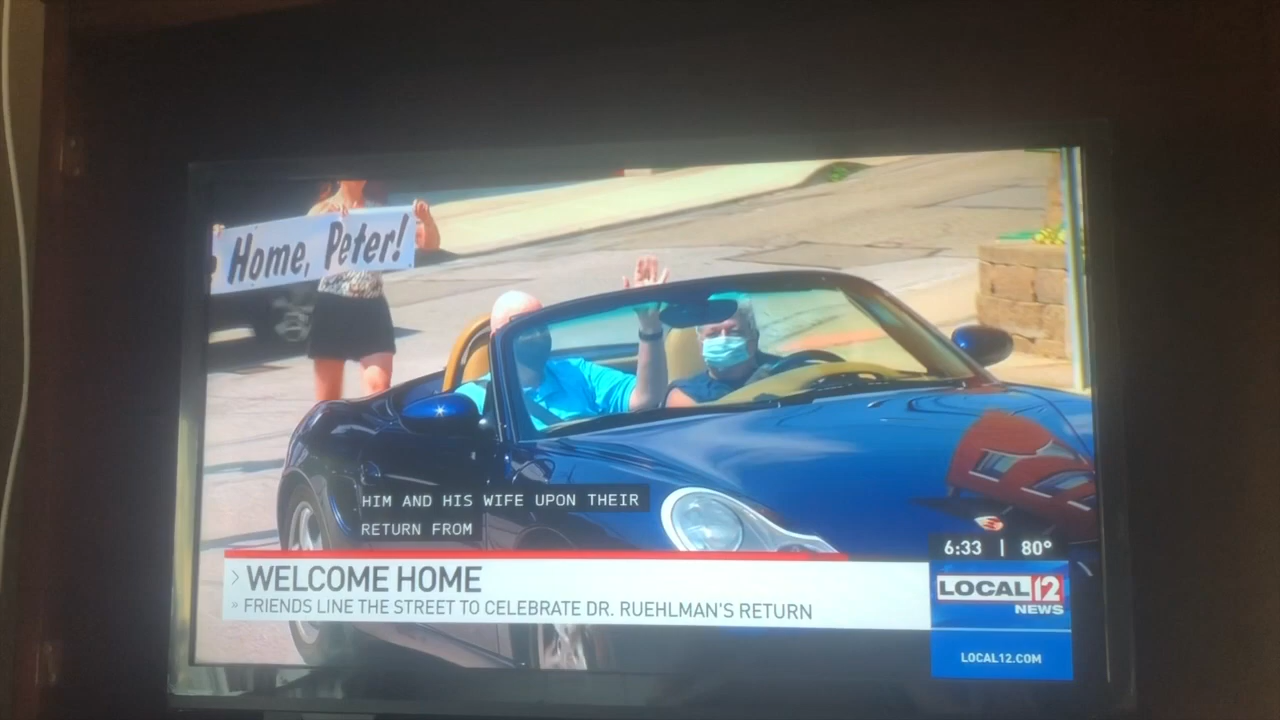 Home, Peter!
HIM AND HIS WIFE UPON THEIR
RETURN FROM
6:33 | 80°
> WELCOME HOME
» FRIENDS LINE THE STREET TO CELEBRATE DR. RUEHLMAN'S RETURN
LOCAL 12
NEWS
LOCAL12.COM